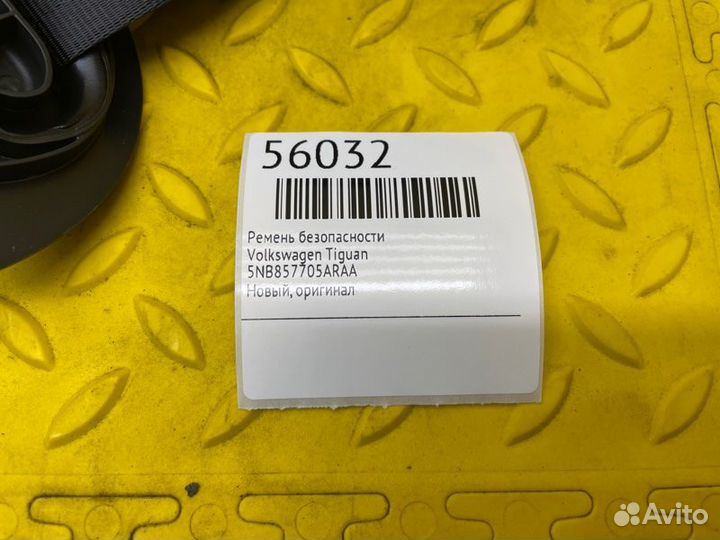 56032
Ремень безопасности
Volkswagen Tiguan
5NB857705ARAA
Новый, оригинал
Avito